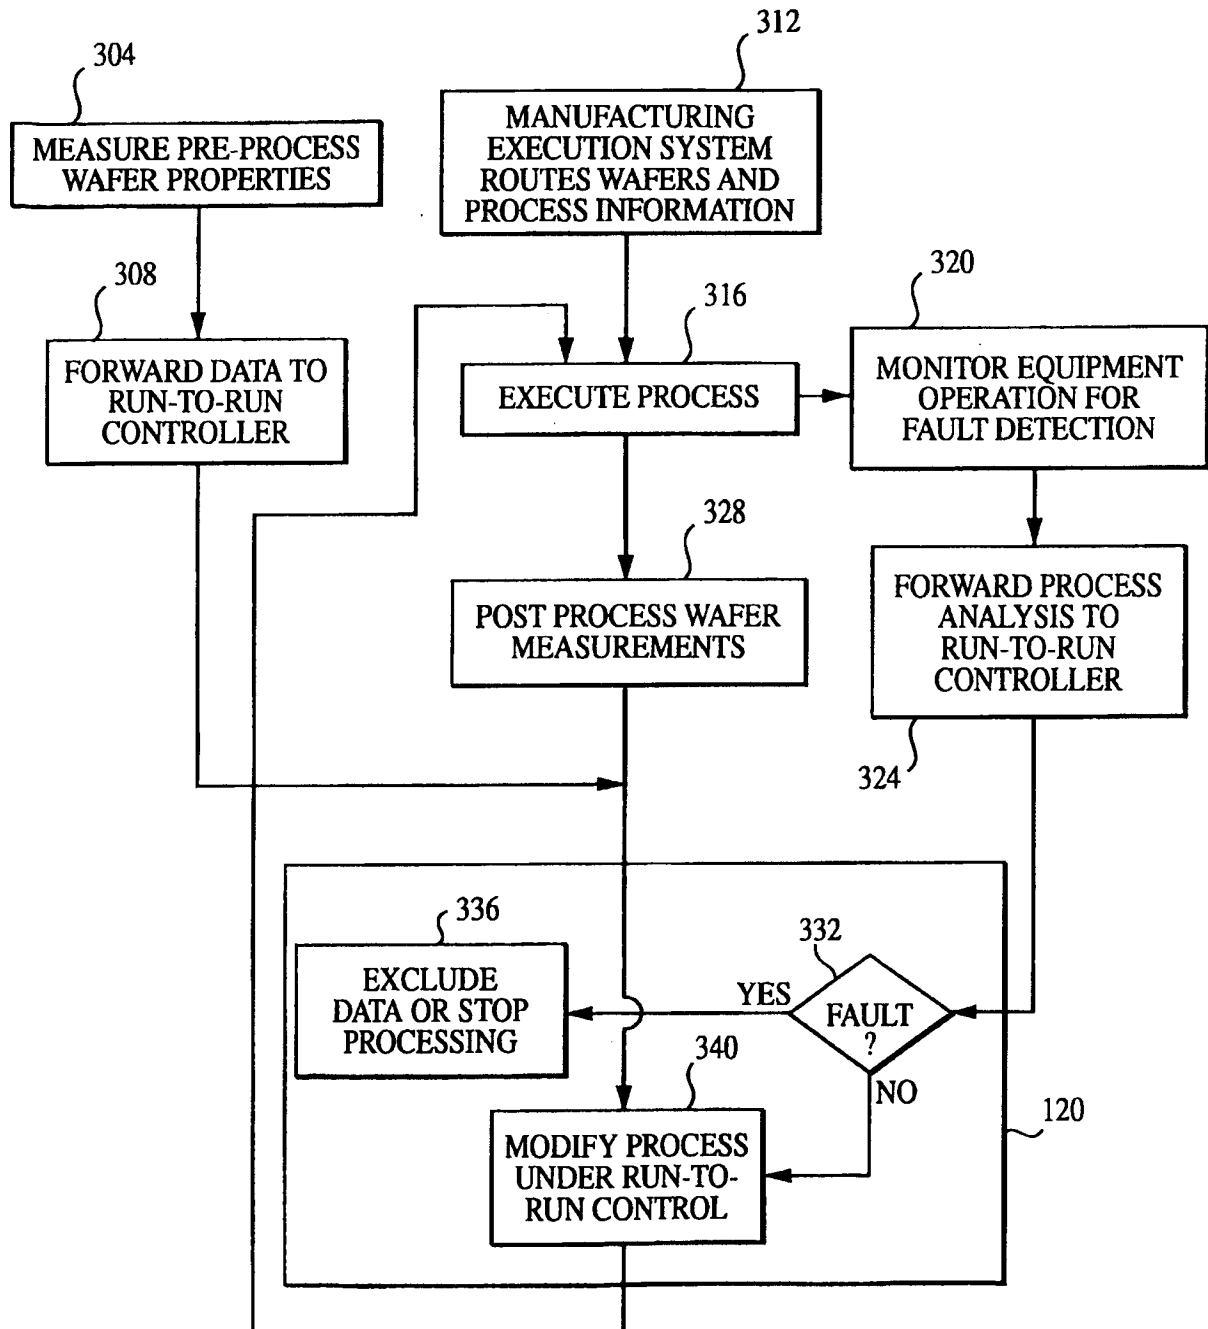 304
MEASURE PRE-PROCESS
WAFER PROPERTIES
312
MANUFACTURING
EXECUTION SYSTEM
ROUTES WAFERS AND
PROCESS INFORMATION
308
FORWARD DATA TO
RUN-TO-RUN
CONTROLLER
316
EXECUTE PROCESS
320
MONITOR EQUIPMENT
OPERATION FOR
FAULT DETECTION
328
POST PROCESS WAFER
MEASUREMENTS
FORWARD PROCESS
ANALYSIS TO
RUN-TO-RUN
CONTROLLER
324
336
EXCLUDE
DATA OR STOP
PROCESSING
YES
332
FAULT
?
NO
340
MODIFY PROCESS
UNDER RUN-TO-
RUN CONTROL
120